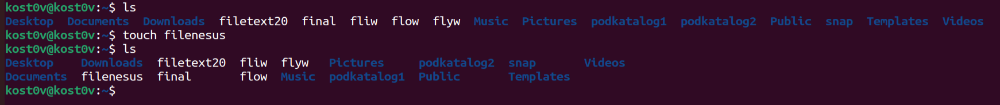 kost0v@kost0v:~$ ls
Desktop  Documents  Downloads  filetext20  final  fliw  flow  flyw  Music  Pictures  podkatalog1  podkatalog2  Public  snap  Templates  Videos
kost0v@kost0v:~$ touch filenesus
kost0v@kost0v:~$ ls
Desktop    Downloads  filetext20  fliw  flyw   Pictures     podkatalog2  snap       Videos
Documents  filenesus  final       flow  Music  podkatalog1  Public       Templates
kost0v@kost0v:~$